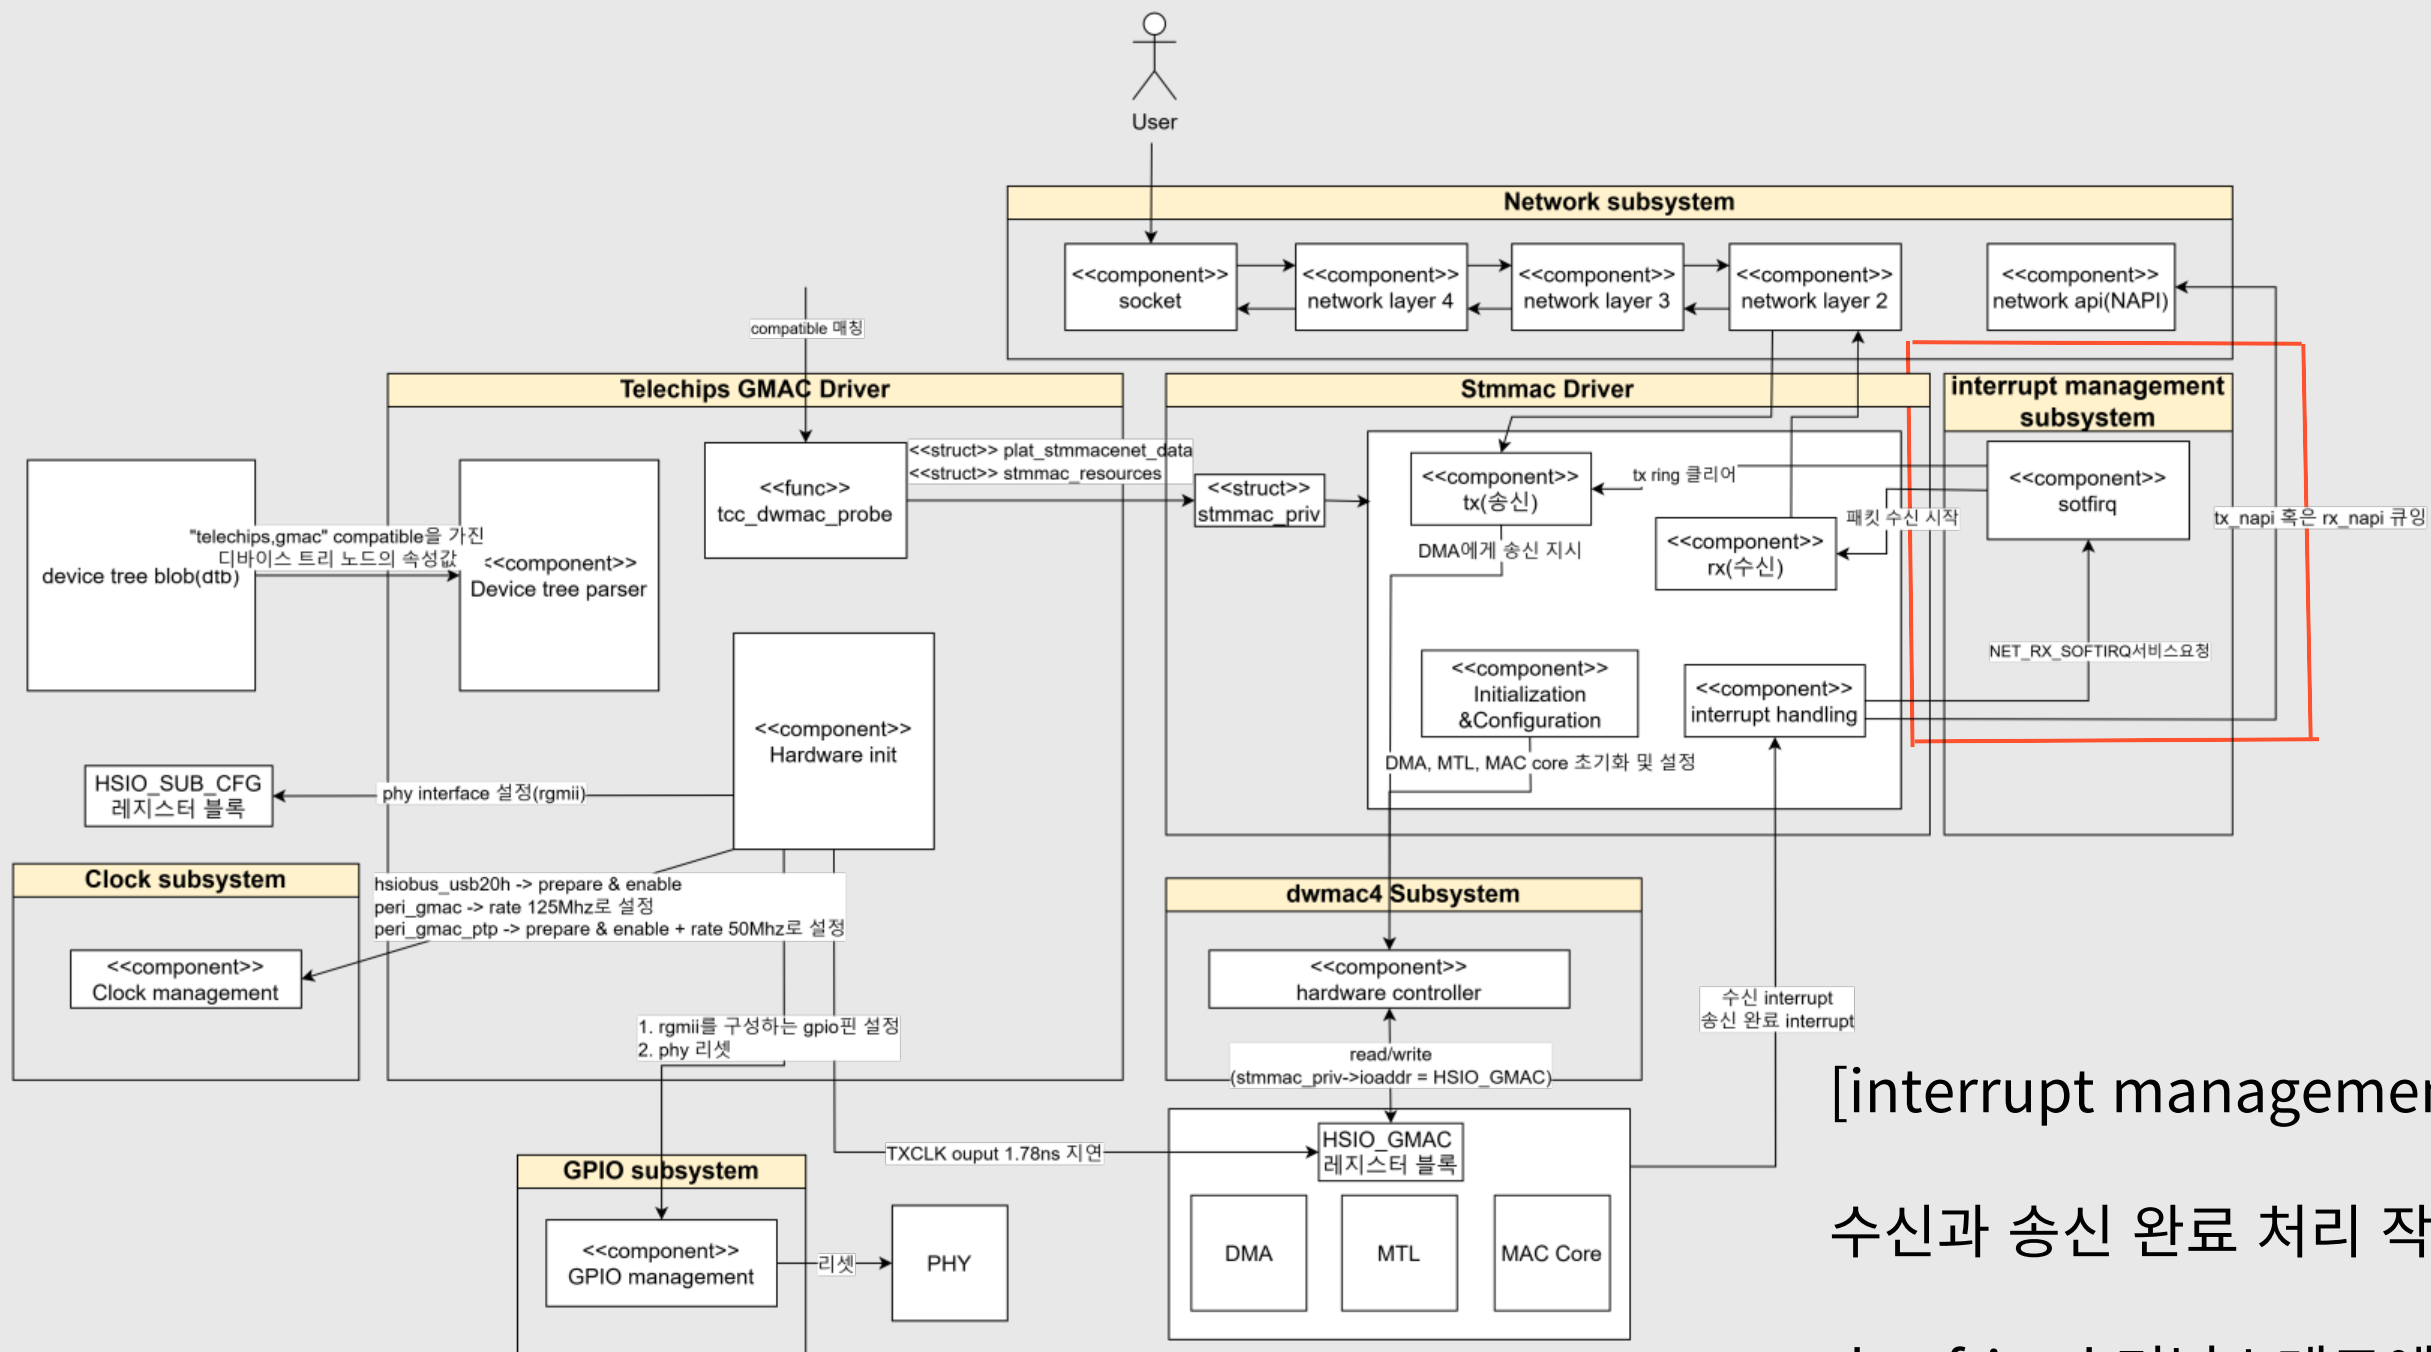 User
Network subsystem
<<component>>
socket
<<component>>
network layer 4
<<component>>
network layer 3
<<component>>
network layer 2
<<component>>
network api(NAPI)
compatible 매칭
Telechips GMAC Driver
Stmmac Driver
interrupt management
subsystem
<<struct>> plat_stmmacenet_data
<<struct>> stmmac_resources
<<func>>
tcc_dwmac_probe
<<struct>>
stmmac_priv
<<component>>
tx(송신)
tx ring 클리어
<<component>>
sotfirq
패킷 수신 시작
tx_napi 혹은 rx_napi 큐잉
"telechips,gmac" compatible을 가진
디바이스 트리 노드의 속성값
device tree blob(dtb)
<<component>>
Device tree parser
DMA에게 송신 지시
<<component>>
rx(수신)
NET_RX_SOFTIRQ서비스요청
<<component>>
Initialization
&Configuration
<<component>>
interrupt handling
<<component>>
Hardware init
DMA, MTL, MAC core 초기화 및 설정
HSIO_SUB_CFG
레지스터 블록
phy interface 설정(rgmii)
Clock subsystem
hsiobus_usb20h -> prepare & enable
peri_gmac -> rate 125Mhz로 설정
peri_gmac_ptp -> prepare & enable + rate 50Mhz로 설정
dwmac4 Subsystem
<<component>>
Clock management
<<component>>
hardware controller
수신 interrupt
송신 완료 interrupt
1. rgmii를 구성하는 gpio핀 설정
2. phy 리셋
read/write
(stmmac_priv->ioaddr = HSIO_GMAC)
[interrupt managemen
TXCLK ouput 1.78ns 지연
HSIO_GMAC
레지스터 블록
GPIO subsystem
수신과 송신 완료 처리 작
<<component>>
GPIO management
리셋
PHY
DMA
MTL
MAC Core